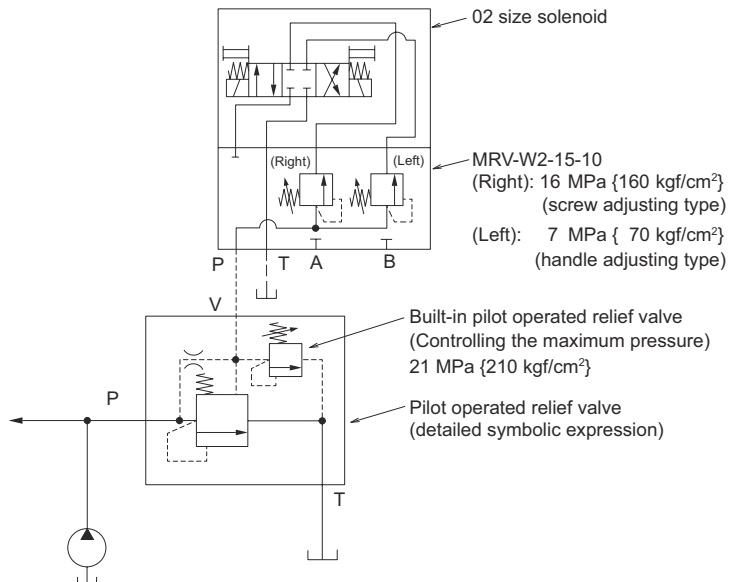 02 size solenoid
(Right)
(Left)
MRV-W2-15-10
(Right): 16 MPa {160 kgf/cm²}
(screw adjusting type)
(Left): 7 MPa { 70 kgf/cm²}
(handle adjusting type)
P T A B
V
Built-in pilot operated relief valve
(Controlling the maximum pressure)
21 MPa {210 kgf/cm²}
P
Pilot operated relief valve
(detailed symbolic expression)
T